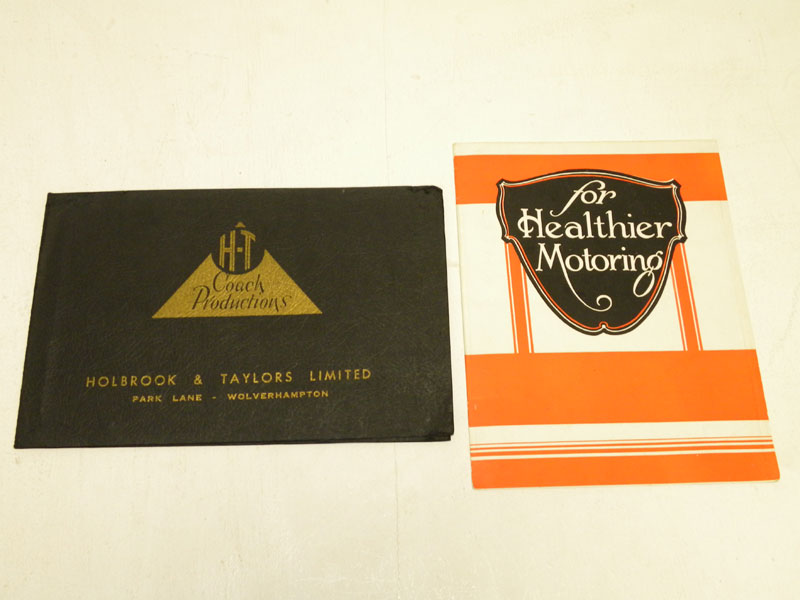 H-T
Coach
Productions
HOLBROOK & TAYLORS LIMITED
PARK LANE - WOLVERHAMPTON
for
Healthier
Motoring